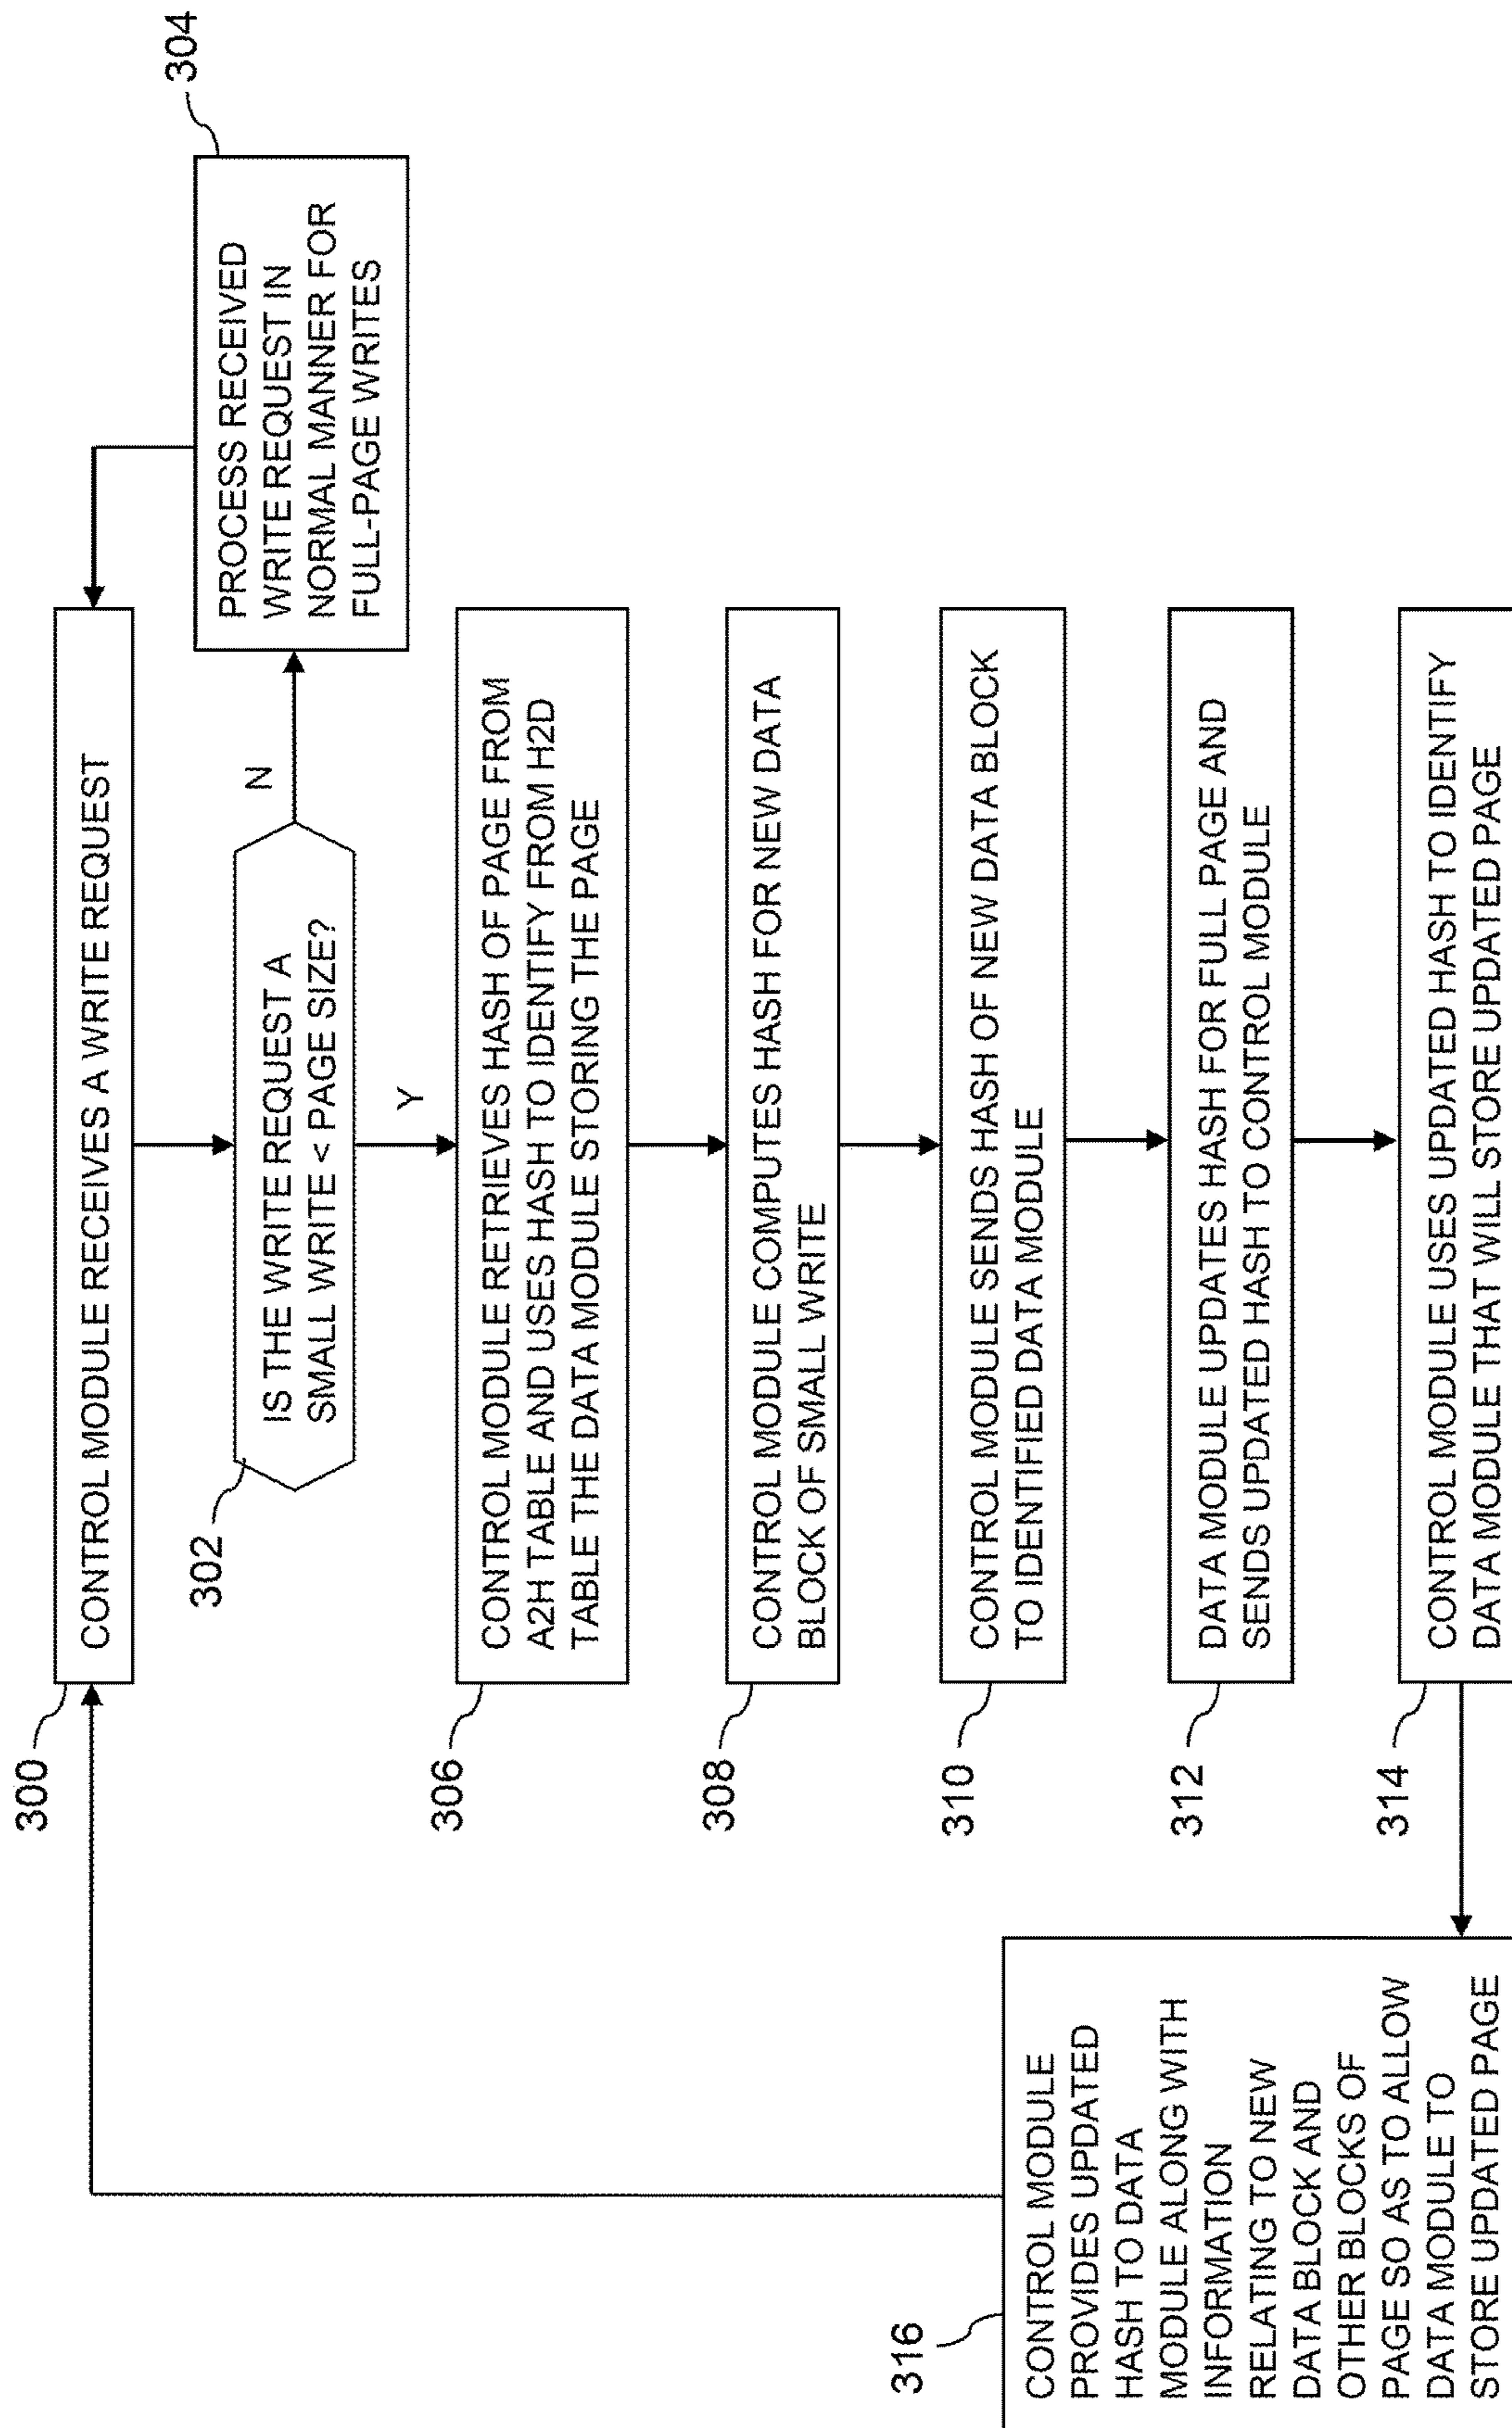 300
CONTROL MODULE RECEIVES A WRITE REQUEST
302
IS THE WRITE REQUEST A
SMALL WRITE < PAGE SIZE?
N
304
PROCESS RECEIVED
WRITE REQUEST IN
NORMAL MANNER FOR
FULL-PAGE WRITES
Y
306
CONTROL MODULE RETRIEVES HASH OF PAGE FROM
A2H TABLE AND USES HASH TO IDENTIFY FROM H2D
TABLE THE DATA MODULE STORING THE PAGE
308
CONTROL MODULE COMPUTES HASH FOR NEW DATA
BLOCK OF SMALL WRITE
310
CONTROL MODULE SENDS HASH OF NEW DATA BLOCK
TO IDENTIFIED DATA MODULE
312
DATA MODULE UPDATES HASH FOR FULL PAGE AND
SENDS UPDATED HASH TO CONTROL MODULE
314
CONTROL MODULE USES UPDATED HASH TO IDENTIFY
DATA MODULE THAT WILL STORE UPDATED PAGE
316
CONTROL MODULE
PROVIDES UPDATED
HASH TO DATA
MODULE ALONG WITH
INFORMATION
RELATING TO NEW
DATA BLOCK AND
OTHER BLOCKS OF
PAGE SO AS TO ALLOW
DATA MODULE TO
STORE UPDATED PAGE